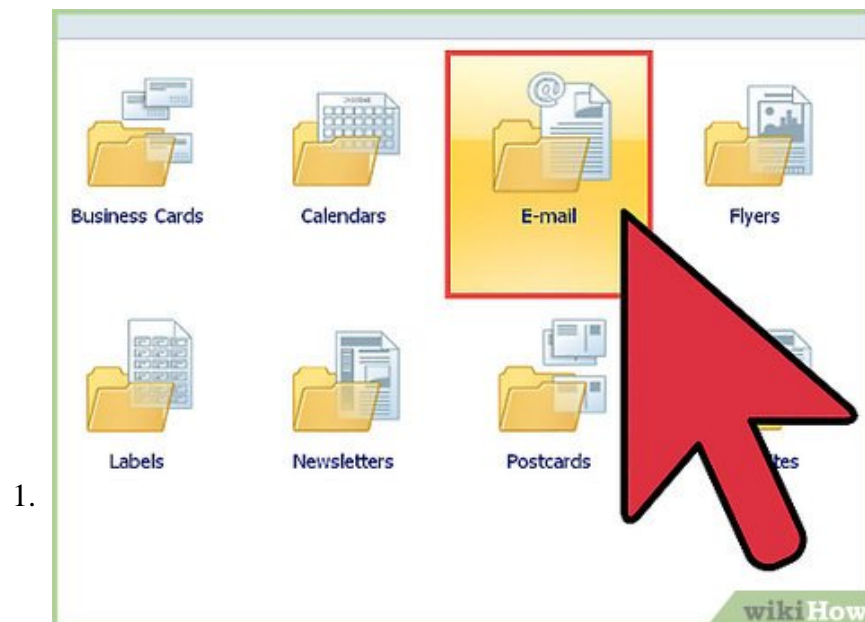 Business Cards
Calendars
E-mail
Flyers
Labels
Newsletters
Postcards
1.
wikiHow